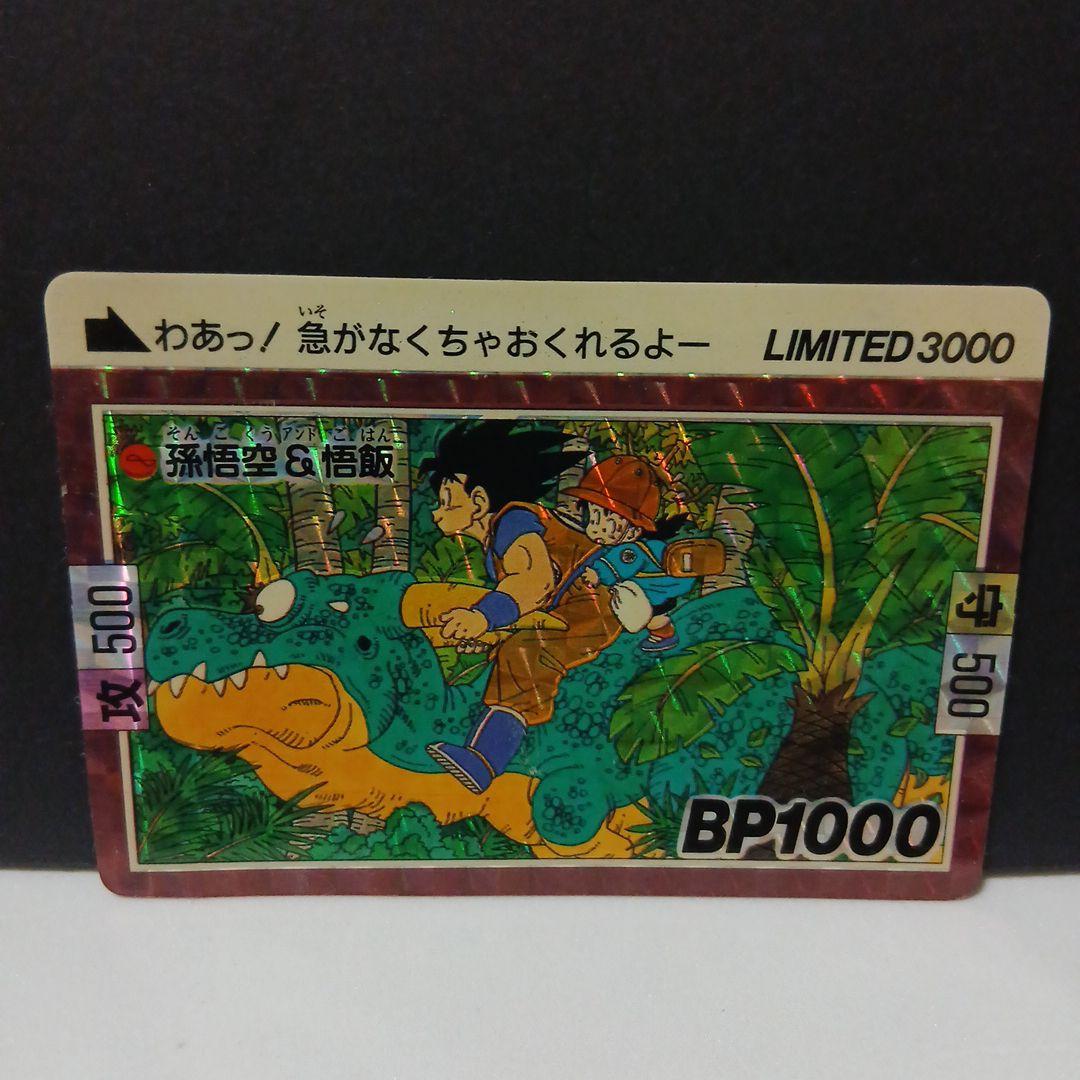 わあっ！急がなくちゃおくれるよー LIMITED 3000
いそ
そんごくうアンドごはん
孫悟空&悟飯
攻 500
守 500
BP1000